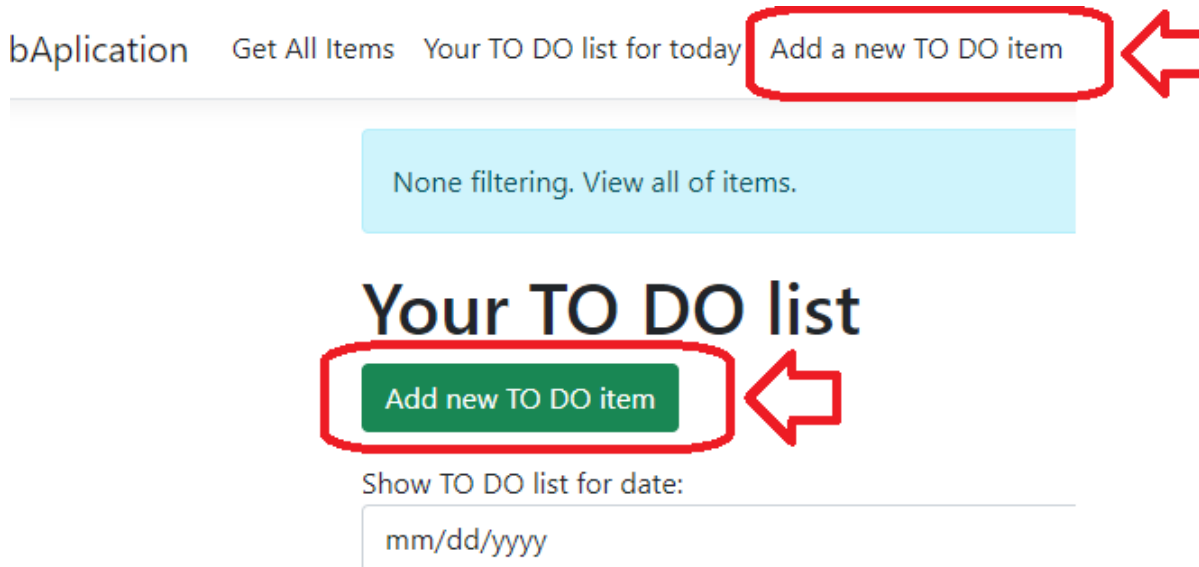 bAplication Get All Items Your TO DO list for today Add a new TO DO item
None filtering. View all of items.
Your TO DO list
Add new TO DO item
Show TO DO list for date:
mm/dd/yyyy